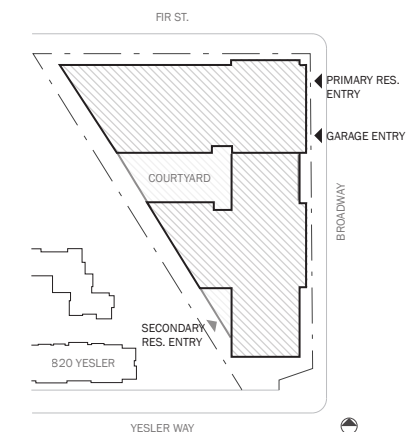 FIR ST.
PRIMARY RES.
ENTRY
GARAGE ENTRY
COURTYARD
BROADWAY
SECONDARY
RES. ENTRY
820 YESLER
YESLER WAY